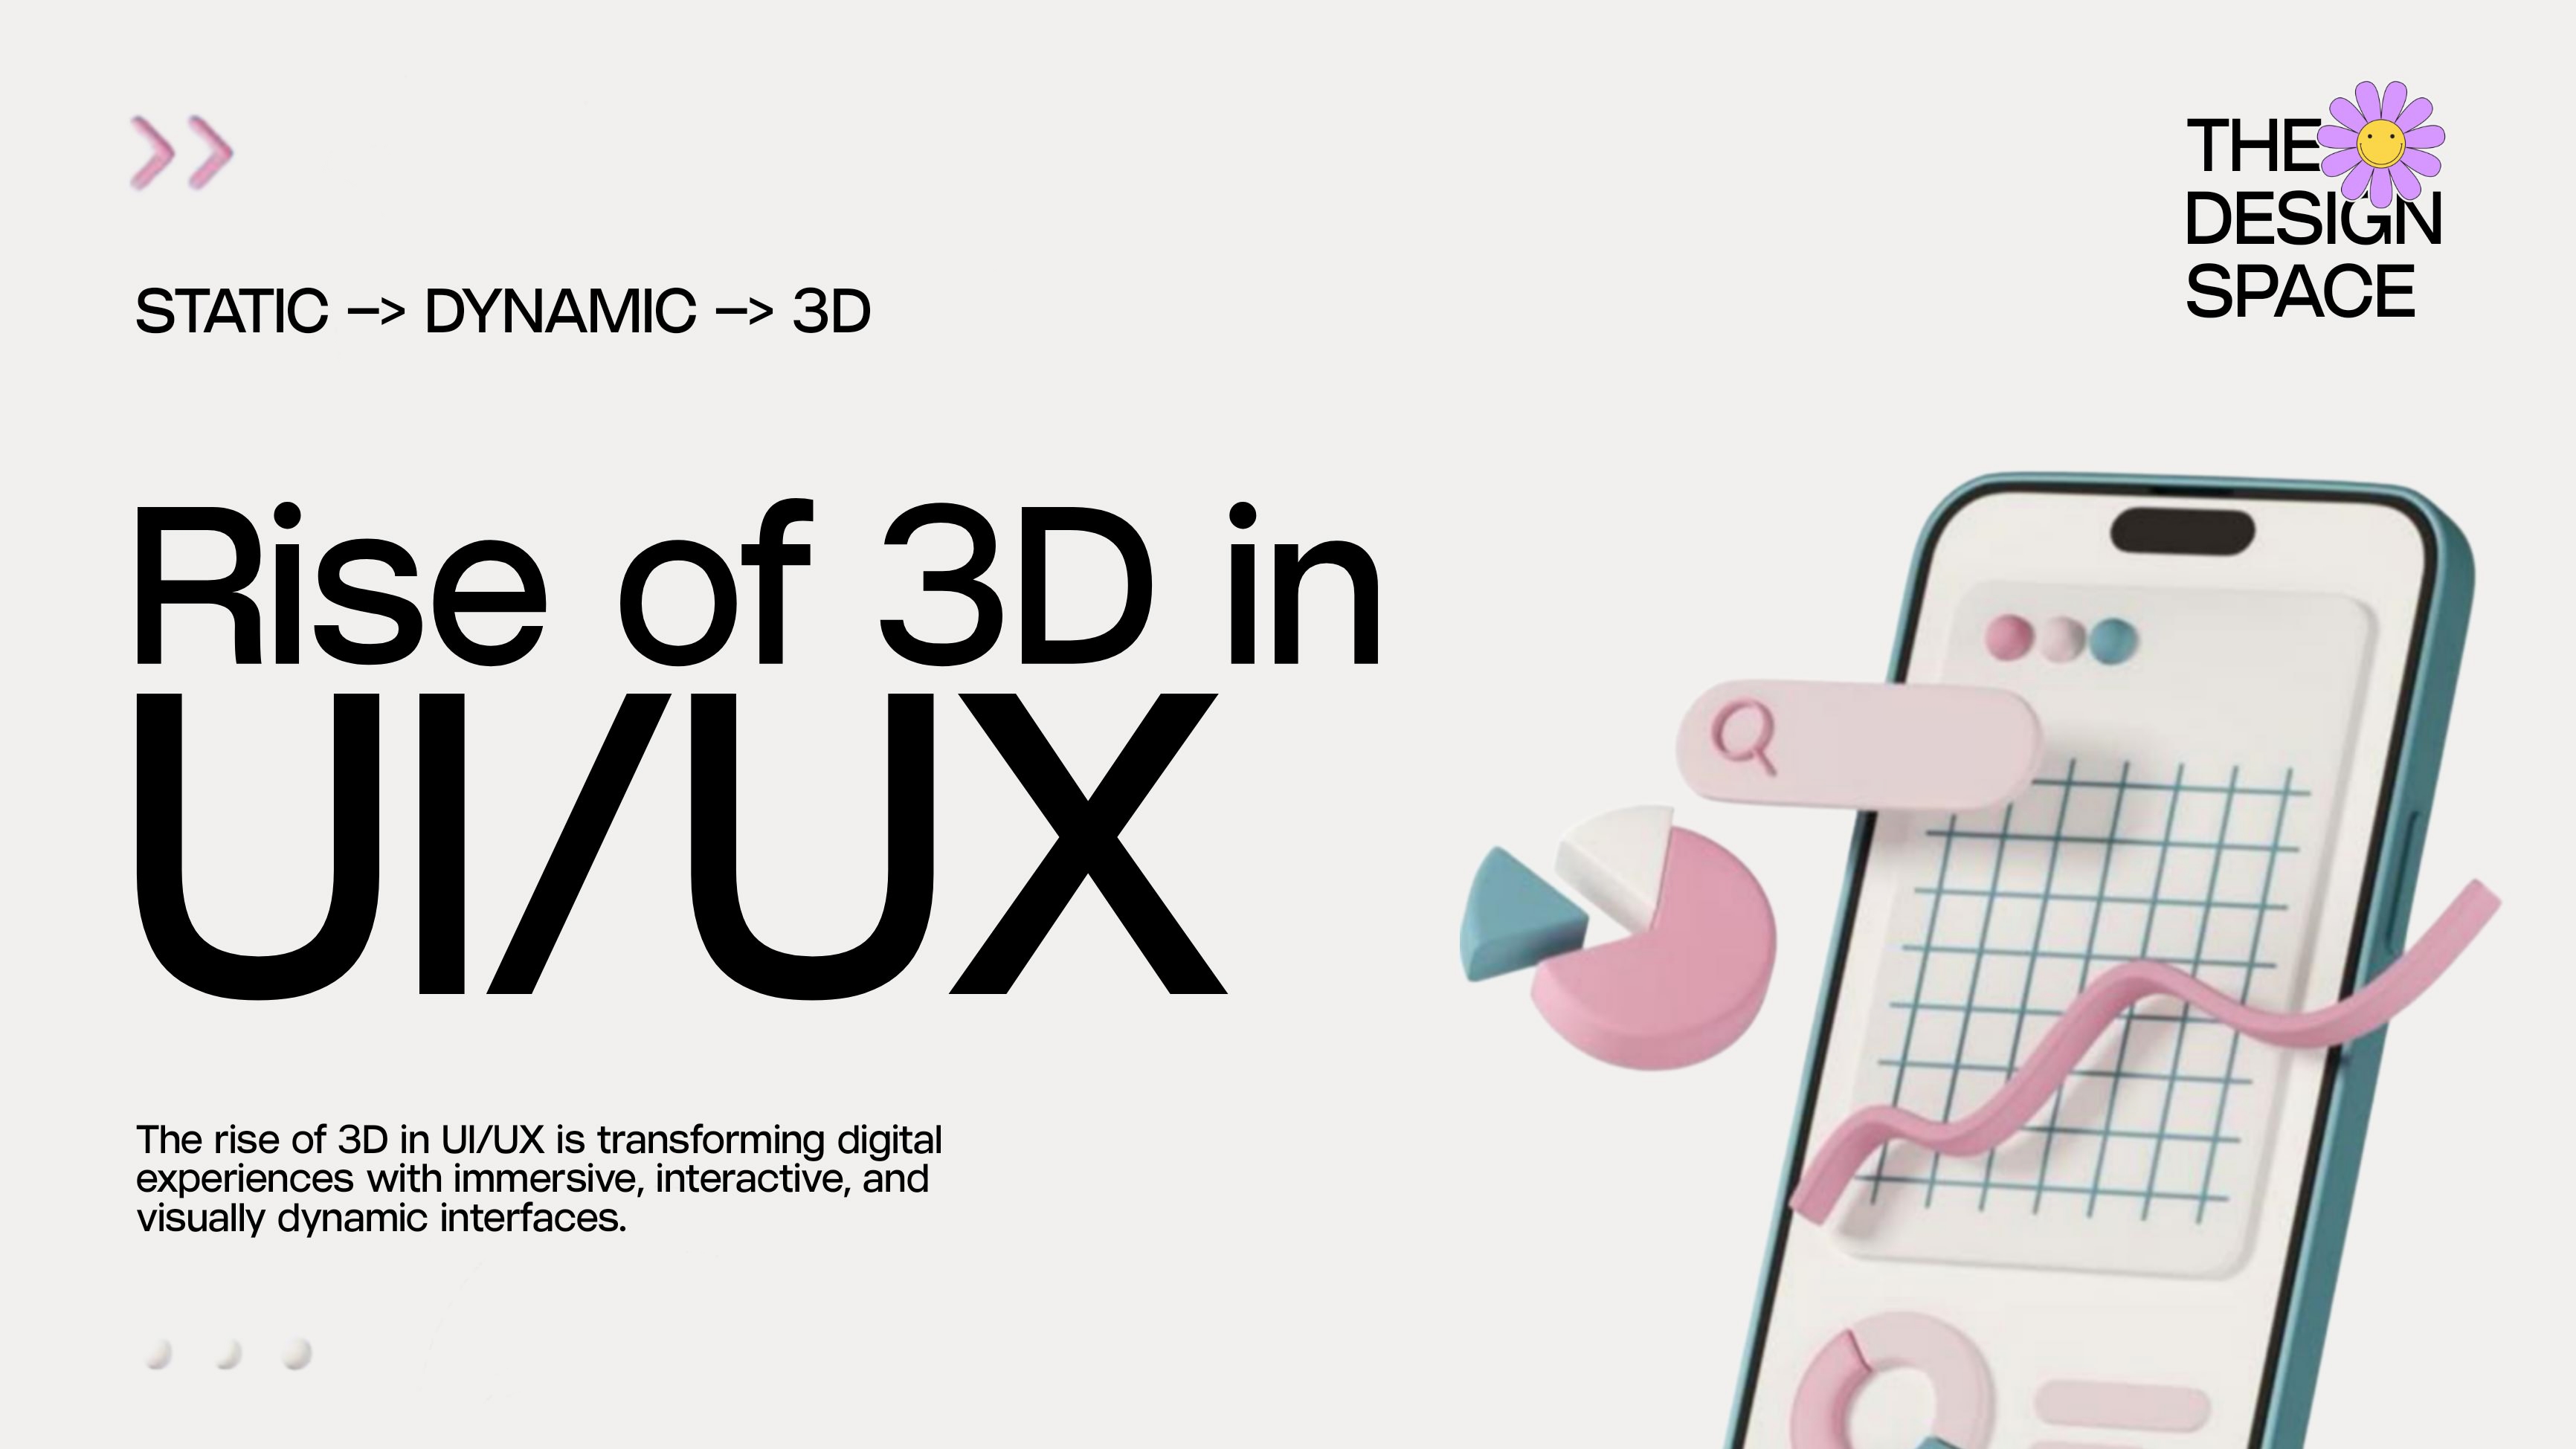 STATIC –> DYNAMIC –> 3D
THE
DESIGN
SPACE
Rise of 3D in
UI/UX
The rise of 3D in UI/UX is transforming digital
experiences with immersive, interactive, and
visually dynamic interfaces.